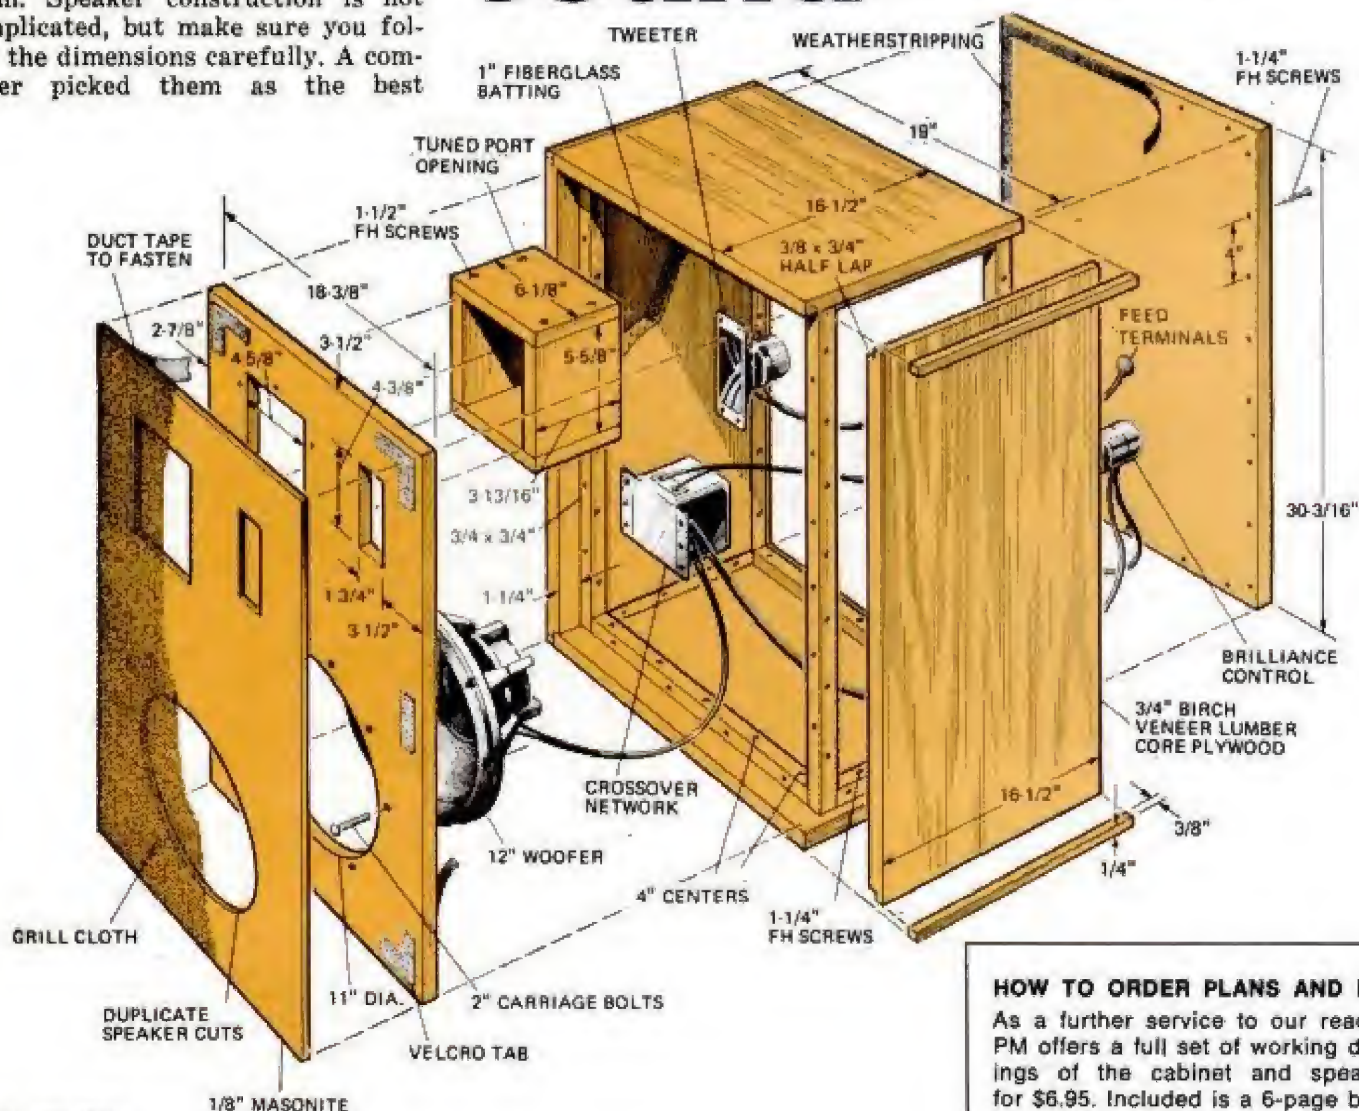 Speaker construction is not
mplicated, but make sure you fol-
the dimensions carefully. A com-
er picked them as the best
TWEETER
WEATHERSTRIPPING
1-1/4"
FH SCREWS
1" FIBERGLASS
BATTING
TUNED PORT
OPENING
19"
16-1/2"
1-1/2"
FH SCREWS
3/8 x 3/4"
HALF LAP
4"
DUCT TAPE
TO FASTEN
18-3/8"
6-1/8"
FEED
TERMINALS
2-7/8"
4-5/8"
3-1/2"
4-3/8"
5-5/8"
3-13/16"
3/4 x 3/4"
30-3/16"
1-3/4"
1-1/4"
3-1/2"
BRILLIANCE
CONTROL
3/4" BIRCH
VENEER LUMBER
CORE PLYWOOD
CROSSOVER
NETWORK
16-1/2"
3/8"
12" WOOFER
1/4"
4" CENTERS
GRILL CLOTH
1-1/4"
FH SCREWS
11" DIA.
2" CARRIAGE BOLTS
DUPLICATE
SPEAKER CUTS
VELCRO TAB
1/8" MASONITE
HOW TO ORDER PLANS AND
As a further service to our rea
PM offers a full set of working d
ings of the cabinet and spea
for $6.95. Included is a 6-page b